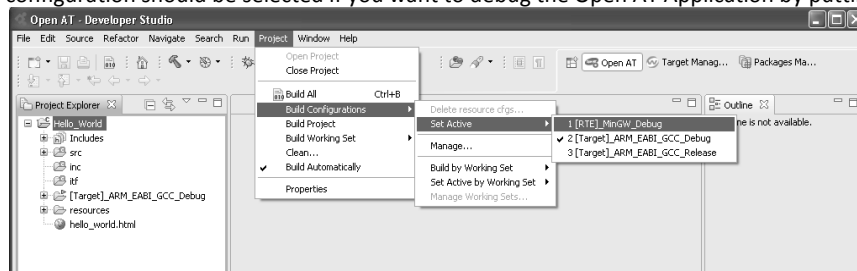 configuration should be selected if you want to debug the Open AT Application by putti
Open AT - Developer Studio
File Edit Source Refactor Navigate Search Run Project Window Help
Open AT Target Manag... Packages Ma...
Open Project
Close Project
Build All Ctrl+B
Build Configurations
Build Project
Build Working Set
Clean...
Build Automatically
Properties
Delete resource cfgs...
Set Active
Manage...
Build by Working Set
Set Active by Working Set
Manage Working Sets...
1 [RTE]_MinGW_Debug
2 [Target]_ARM_EABI_GCC_Debug
3 [Target]_ARM_EABI_GCC_Release
Project Explorer
Hello_World
Includes
src
inc
itf
[Target]_ARM_EABI_GCC_Debug
resources
hello_world.html
Outline
ne is not available.